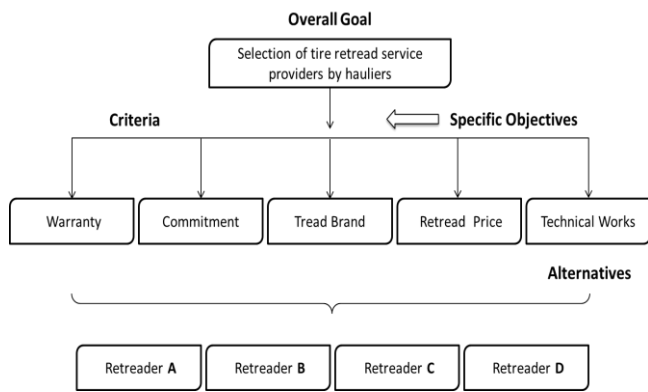 Overall Goal
Selection of tire retread service
providers by hauliers
Criteria
Specific Objectives
Warranty
Commitment
Tread Brand
Retread Price
Technical Works
Alternatives
Retreader A
Retreader B
Retreader C
Retreader D